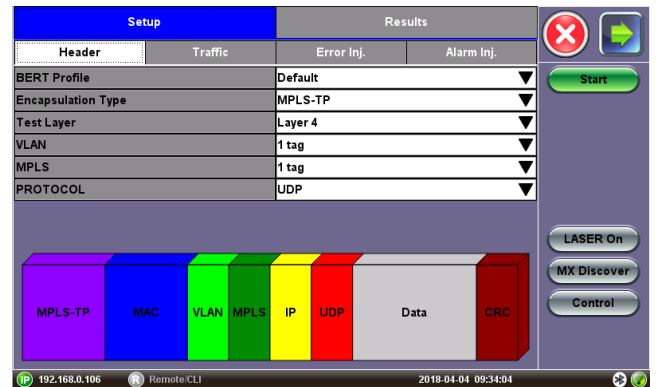 Setup Results
Header Traffic Error Inj. Alarm Inj.
BERT Profile Default
Encapsulation Type MPLS-TP
Test Layer Layer 4
VLAN 1 tag
MPLS 1 tag
PROTOCOL UDP
Start
LASER On
MX Discover
Control
MPLS-TP MAC VLAN MPLS IP UDP Data CRC
IP 192.168.0.106 R Remote/CLI 2018-04-04 09:34:04